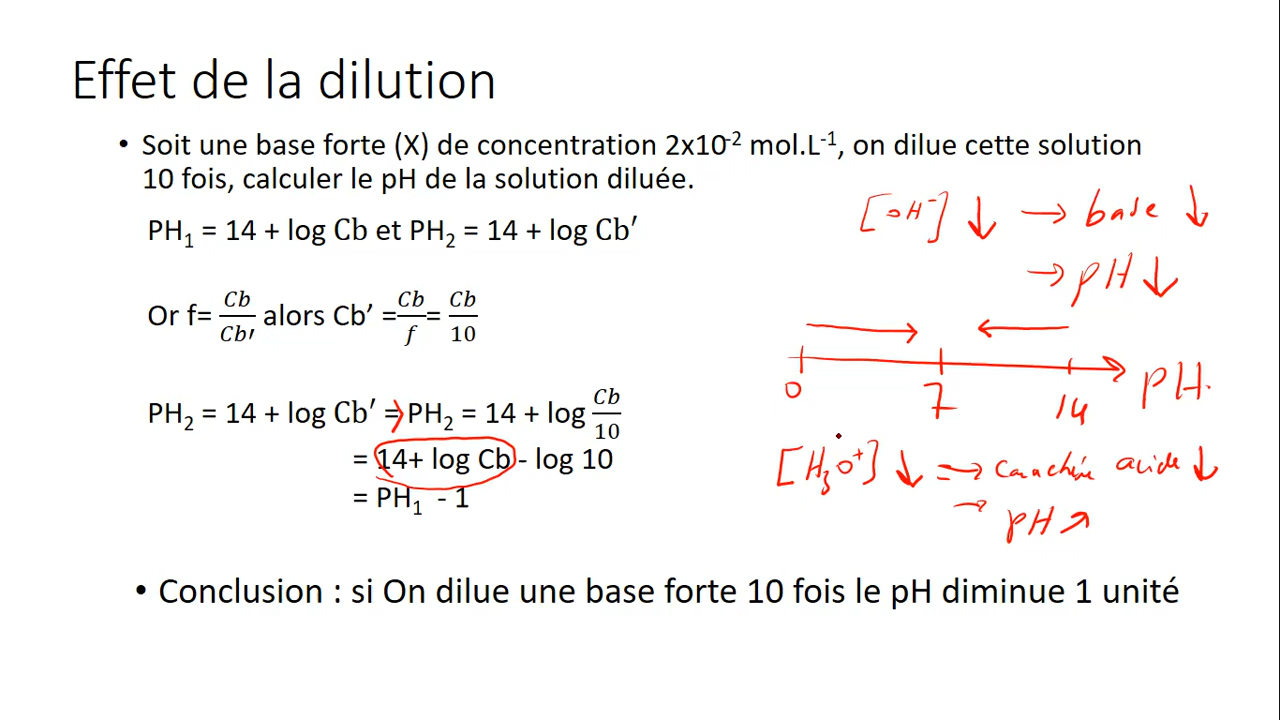 Effet de la dilution
• Soit une base forte (X) de concentration 2x10⁻² mol.L⁻¹, on dilue cette solution
10 fois, calculer le pH de la solution diluée.
PH₁ = 14 + log Cb et PH₂ = 14 + log Cb′
Or f= Cb/Cb′ alors Cb’ =Cb/f= Cb/10
PH₂ = 14 + log Cb′ => PH₂ = 14 + log Cb/10
= 14+ log Cb - log 10
= PH₁ - 1
• Conclusion : si On dilue une base forte 10 fois le pH diminue 1 unité
[OH⁻] ↓ → base ↓
→ pH ↓
0 7 14 pH
[H₃O⁺] ↓ => acide ↓
→ pH ↗